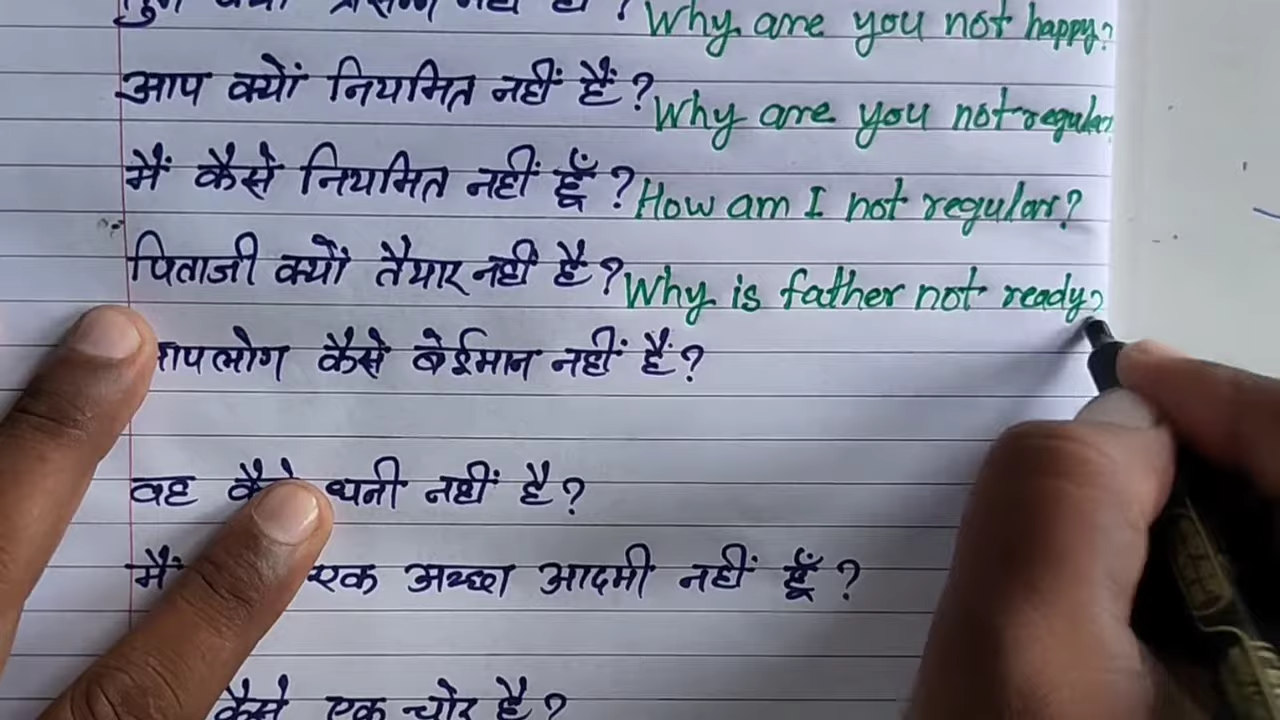 नहीं हो ? Why are you not happy?
आप क्यों नियमित नहीं हैं ? Why are you not regular?
मैं कैसे नियमित नहीं हूँ ? How am I not regular?
पिताजी क्यों तैयार नहीं है ? Why is father not ready?
कैसे बेईमान नहीं हैं ?
वह धनी नहीं है ?
मैं एक अच्छा आदमी नहीं हूँ ?
कैसे एक चोर है ?